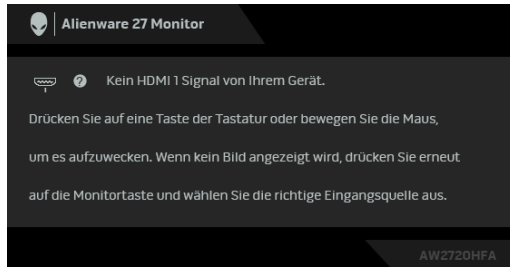 Alienware 27 Monitor
Kein HDMI 1 Signal von Ihrem Gerät.
Drücken Sie auf eine Taste der Tastatur oder bewegen Sie die Maus,
um es aufzuwecken. Wenn kein Bild angezeigt wird, drücken Sie erneut
auf die Monitortaste und wählen Sie die richtige Eingangsquelle aus.
AW2720HFA